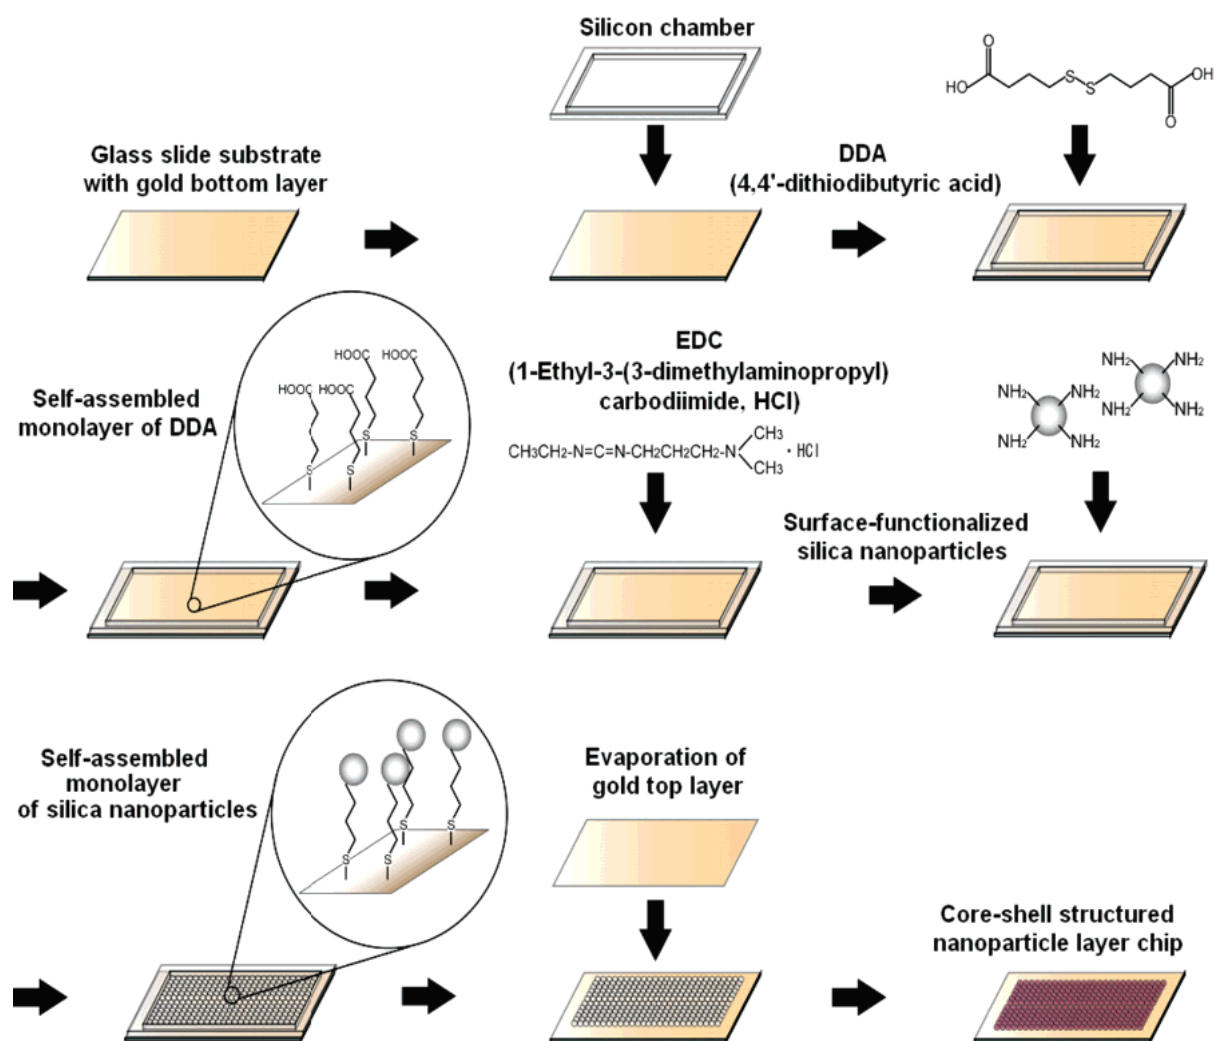 Silicon chamber
O
HO
S
S
OH
O
Glass slide substrate
with gold bottom layer
DDA
(4,4'-dithiodibutyric acid)
Self-assembled
monolayer of DDA
HOOC HOOC
HOOC HOOC
S S
S S
EDC
(1-Ethyl-3-(3-dimethylaminopropyl)
carbodiimide, HCl)
CH3CH2-N=C=N-CH2CH2CH2-N
CH3
CH3
· HCl
NH2 NH2
NH2 NH2
NH2 NH2
NH2 NH2
Surface-functionalized
silica nanoparticles
Self-assembled
monolayer
of silica nanoparticles
S S
S S
Evaporation of
gold top layer
Core-shell structured
nanoparticle layer chip